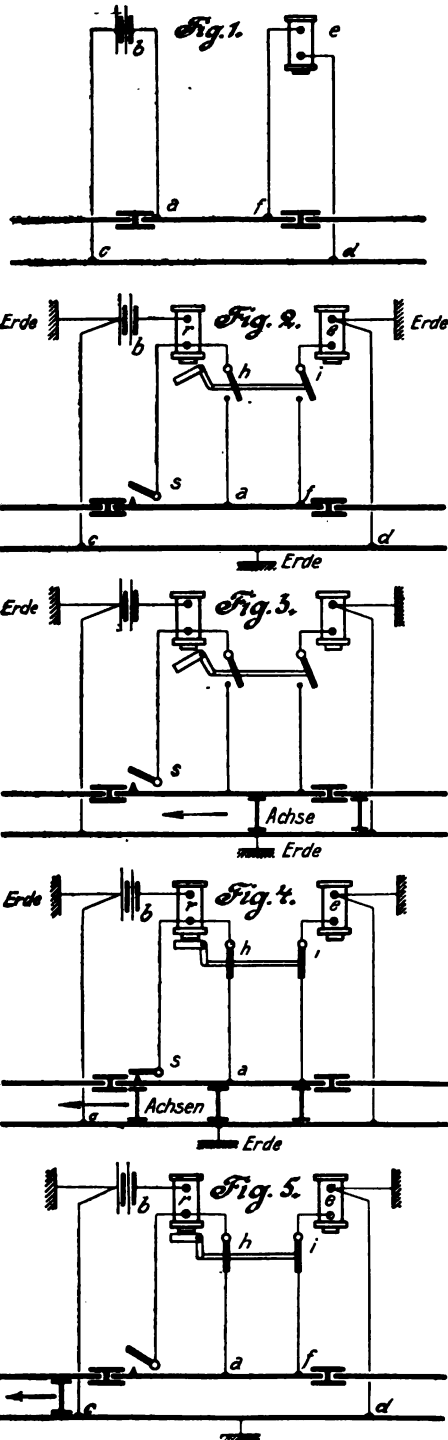 Fig. 1.
b
e
a
f
c
d
Fig. 2.
Erde
b
r
e
Erde
h
i
s
a
f
c
d
Erde
Fig. 3.
Erde
s
Achse
Erde
Fig. 4.
Erde
b
r
e
h
i
s
a
Achsen
Erde
Fig. 5.
b
r
e
h
i
a
f
c
d